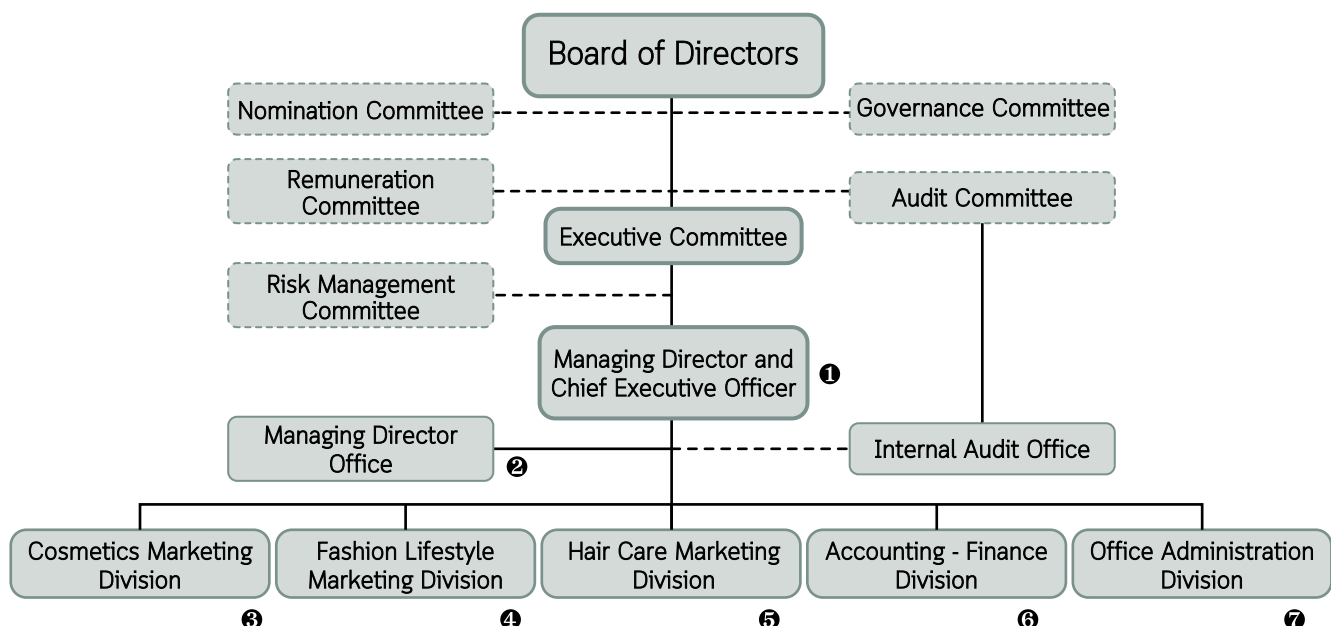 Board of Directors
Nomination Committee
Governance Committee
Remuneration
Committee
Audit Committee
Executive Committee
Risk Management
Committee
Managing Director and
Chief Executive Officer
❶
Managing Director
Office
❷
Internal Audit Office
Cosmetics Marketing
Division
❸
Fashion Lifestyle
Marketing Division
❹
Hair Care Marketing
Division
❺
Accounting - Finance
Division
❻
Office Administration
Division
❼